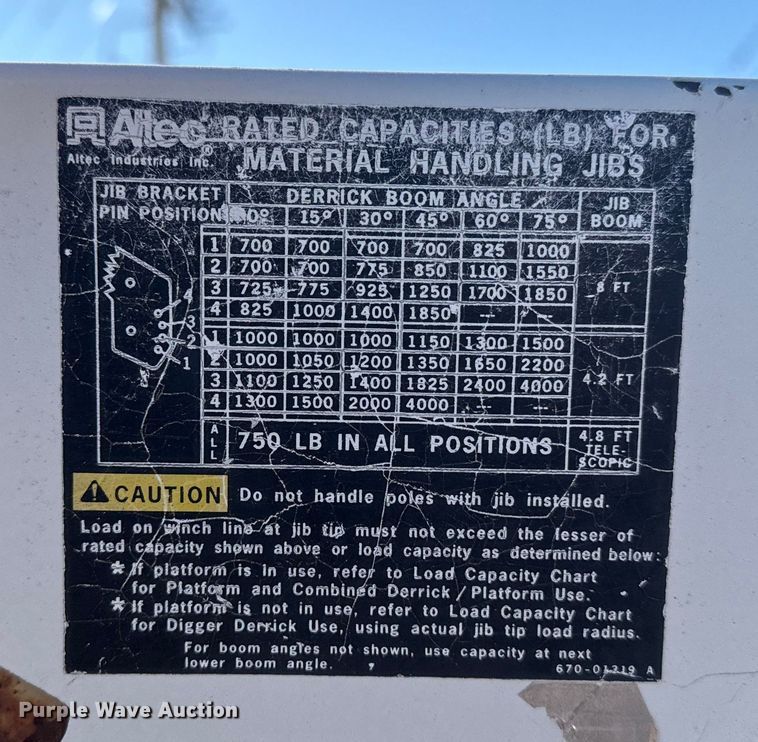 Altec® RATED CAPACITIES (LB) FOR
Altec Industries Inc. MATERIAL HANDLING JIBS
JIB BRACKET DERRICK BOOM ANGLE JIB
PIN POSITION 0° 15° 30° 45° 60° 75° BOOM
1 700 700 700 700 825 1000
2 700 700 775 850 1100 1550
3 725 775 925 1250 1700 1850 8 FT
4 825 1000 1400 1850 --- ---
1 1000 1000 1000 1150 1300 1500
2 1000 1050 1200 1350 1650 2200
3 1100 1250 1400 1825 2400 4000 4.2 FT
4 1300 1500 2000 4000 --- ---
4
3
2
1
ALL 750 LB IN ALL POSITIONS 4.8 FT
TELE-
SCOPIC
CAUTION Do not handle poles with jib installed.
Load on winch line at jib tip must not exceed the lesser of
rated capacity shown above or load capacity as determined below:
* If platform is in use, refer to Load Capacity Chart
for Platform and Combined Derrick / Platform Use.
* If platform is not in use, refer to Load Capacity Chart
for Digger Derrick Use, using actual jib tip load radius.
For boom angles not shown, use capacity at next
lower boom angle. 670-01319 A
Purple Wave Auction